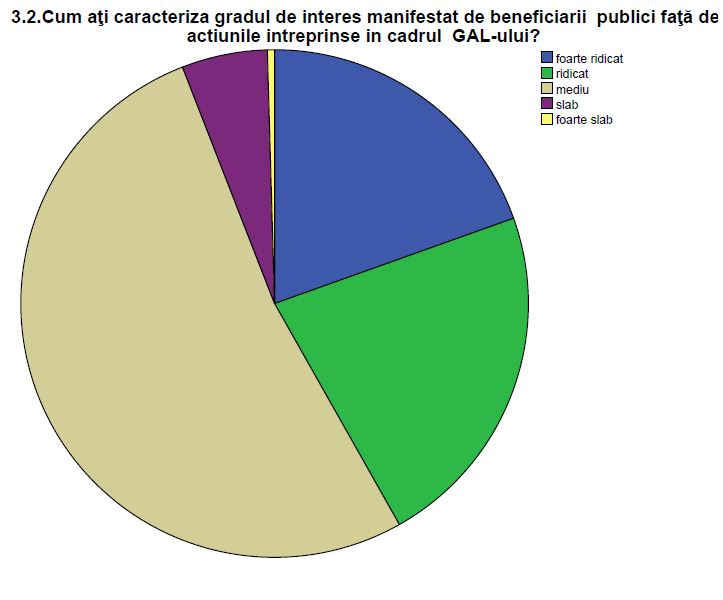 3.2.Cum aţi caracteriza gradul de interes manifestat de beneficiarii publici faţă de
actiunile intreprinse in cadrul GAL-ului?
foarte ridicat
ridicat
mediu
slab
foarte slab